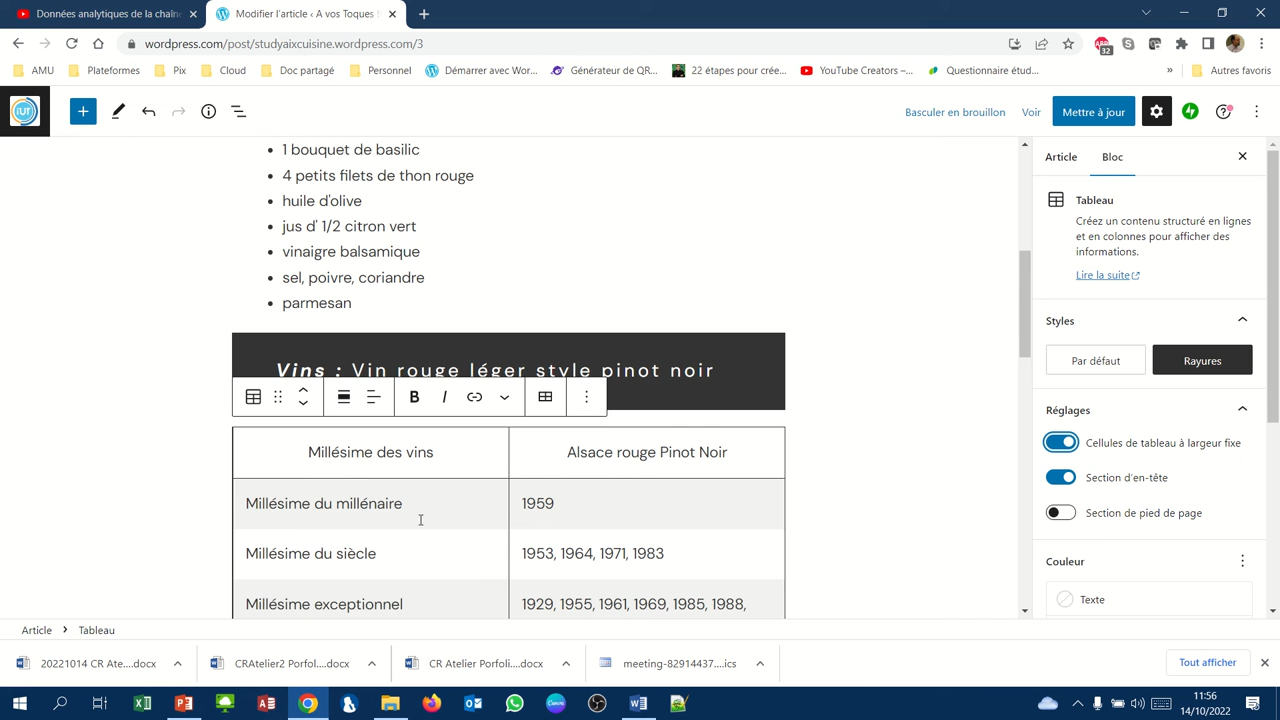 Données analytiques de la chaîn
Modifier l'article ‹ A vos Toques
wordpress.com/post/studyaixcuisine.wordpress.com/3
32
AMU
Plateformes
Pix
Cloud
Doc partagé
Personnel
Démarrer avec Wor...
Générateur de QR...
22 étapes pour crée...
YouTube Creators –...
Questionnaire étud...
»
Autres favoris
iUT
Basculer en brouillon
Voir
Mettre à jour
1 bouquet de basilic
4 petits filets de thon rouge
huile d'olive
jus d' 1/2 citron vert
vinaigre balsamique
sel, poivre, coriandre
parmesan
Vins : Vin rouge léger style pinot noir
B I
Millésime des vins
Alsace rouge Pinot Noir
Millésime du millénaire
1959
Millésime du siècle
1953, 1964, 1971, 1983
Millésime exceptionnel
1929, 1955, 1961, 1969, 1985, 1988,
Article
Bloc
Tableau
Créez un contenu structuré en lignes
et en colonnes pour afficher des
informations.
Lire la suite
Styles
Par défaut
Rayures
Réglages
Cellules de tableau à largeur fixe
Section d'en-tête
Section de pied de page
Couleur
Texte
Article
Tableau
20221014 CR Ate....docx
CRAtelier2 Porfol....docx
CR Atelier Porfoli....docx
meeting-82914437....ics
Tout afficher
11:56
14/10/2022